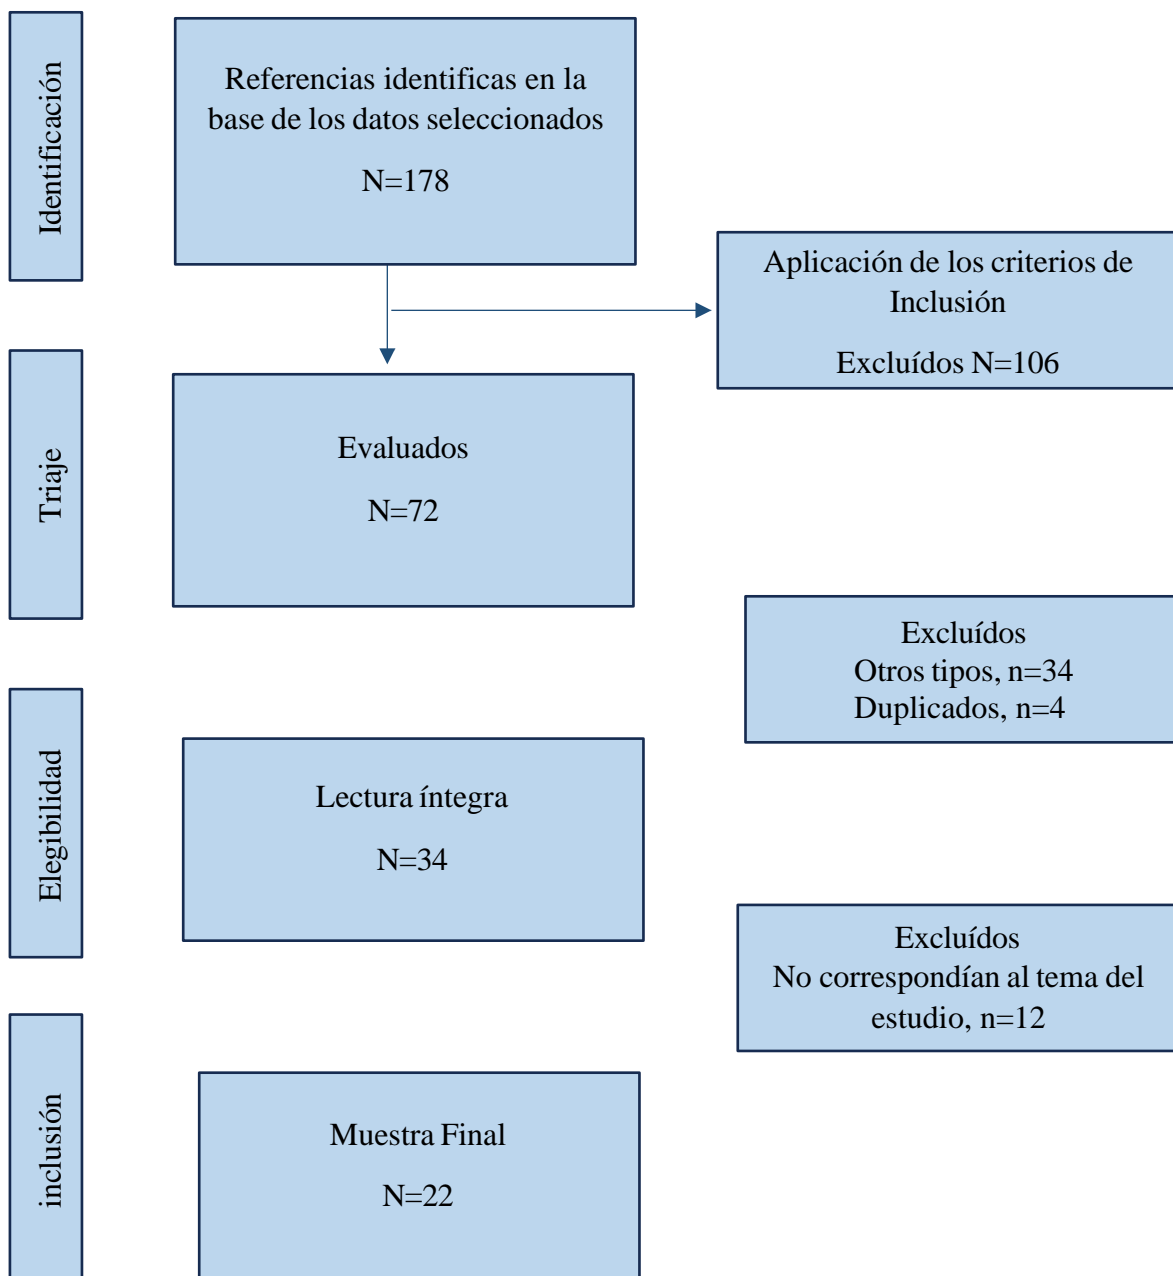 Identificación
Referencias identificas en la
base de los datos seleccionados
N=178
Aplicación de los criterios de
Inclusión
Excluídos N=106
Triaje
Evaluados
N=72
Excluídos
Otros tipos, n=34
Duplicados, n=4
Elegibilidad
Lectura íntegra
N=34
Excluídos
No correspondían al tema del
estudio, n=12
inclusión
Muestra Final
N=22